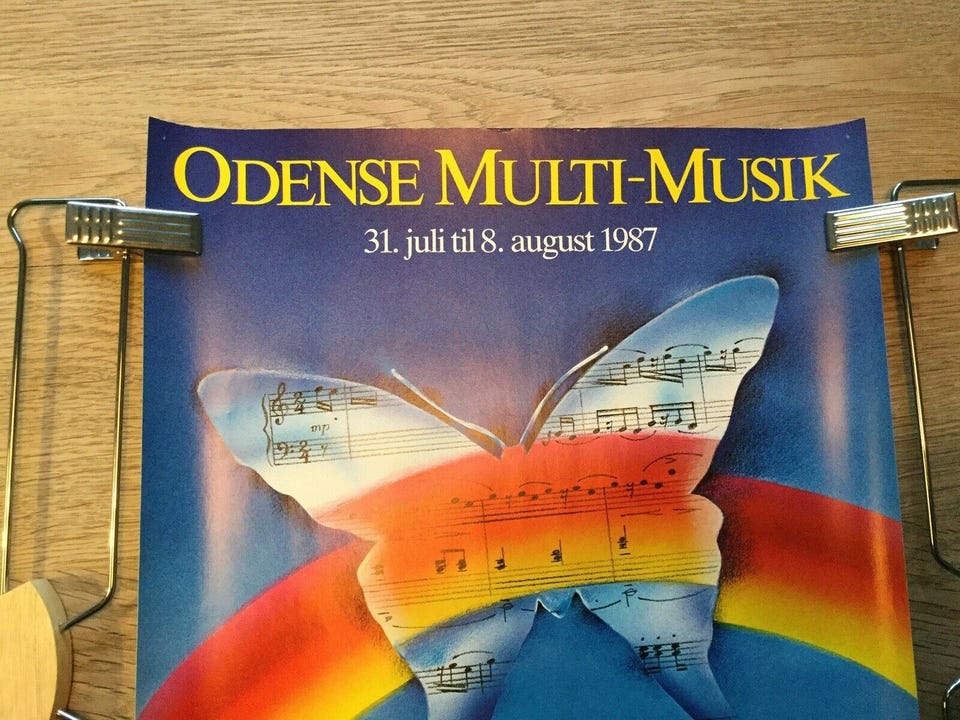 ODENSE MULTI-MUSIK
31. juli til 8. august 1987